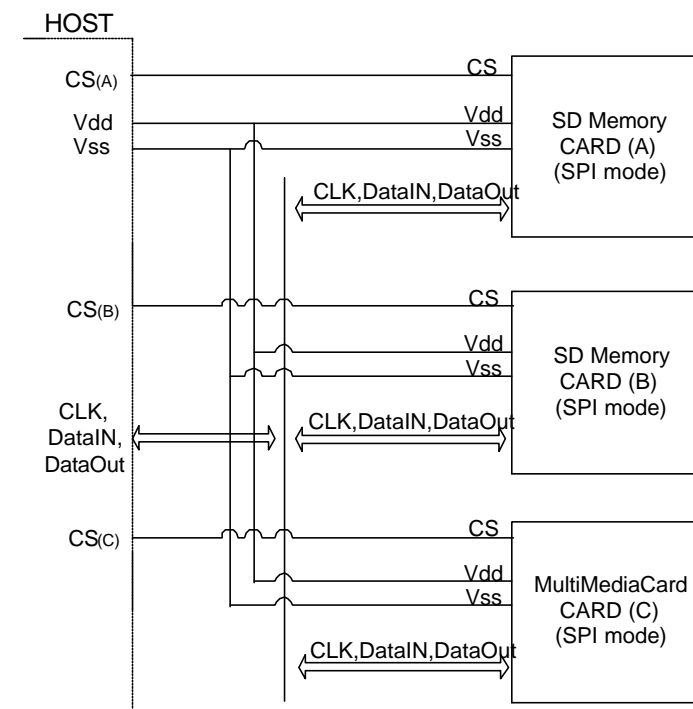 HOST
CS(A)
CS
Vdd
Vdd
Vss
Vss
SD Memory
CARD (A)
(SPI mode)
CLK,DataIN,DataOut
CS(B)
CS
Vdd
Vss
SD Memory
CARD (B)
(SPI mode)
CLK,
DataIN,
DataOut
CLK,DataIN,DataOut
CS(C)
CS
Vdd
Vss
MultiMediaCard
CARD (C)
(SPI mode)
CLK,DataIN,DataOut